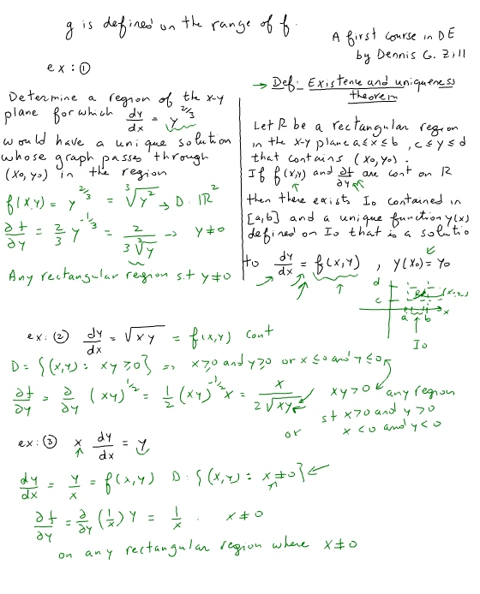 g is defined on the range of f.
A first course in DE
by Dennis G. Zill
ex: ①
Determine a region of the x-y
plane for which dy/dx = y^2/3
would have a unique solution
whose graph passes through
(x0,y0) in the region
f(x,y) = y^2/3 = ∛y² → D: ℝ²
∂f/∂y = 2/3 y^-1/3 = 2/(3∛y) → y≠0
Any rectangular region s.t y≠0
→ Def: Existence and uniqueness
theorem
Let R be a rectangular region
in the x-y plane a≤x≤b, c≤y≤d
that contains (x0,y0).
If f(x,y) and ∂f/∂y are cont on R
then there exists I0 contained in
[a,b] and a unique function y(x)
defined on I0 that is a solutio
to dy/dx = f(x,y), y(x0)=y0
d
c
a b x
I0
ex: ② dy/dx = √xy = f(x,y) cont
D = {(x,y): xy≥0} => x≥0 and y≥0 or x≤0 and y≤0
∂f/∂y = ∂/∂y (xy)^1/2 = 1/2 (xy)^-1/2 x = x/(2√xy)
xy>0 any region
st x>0 and y>0
or x<0 and y<0
ex: ③ x dy/dx = y
dy/dx = y/x = f(x,y) D: {(x,y): x≠0}
∂f/∂y = ∂/∂y (1/x) y = 1/x . x≠0
on any rectangular region where x≠0